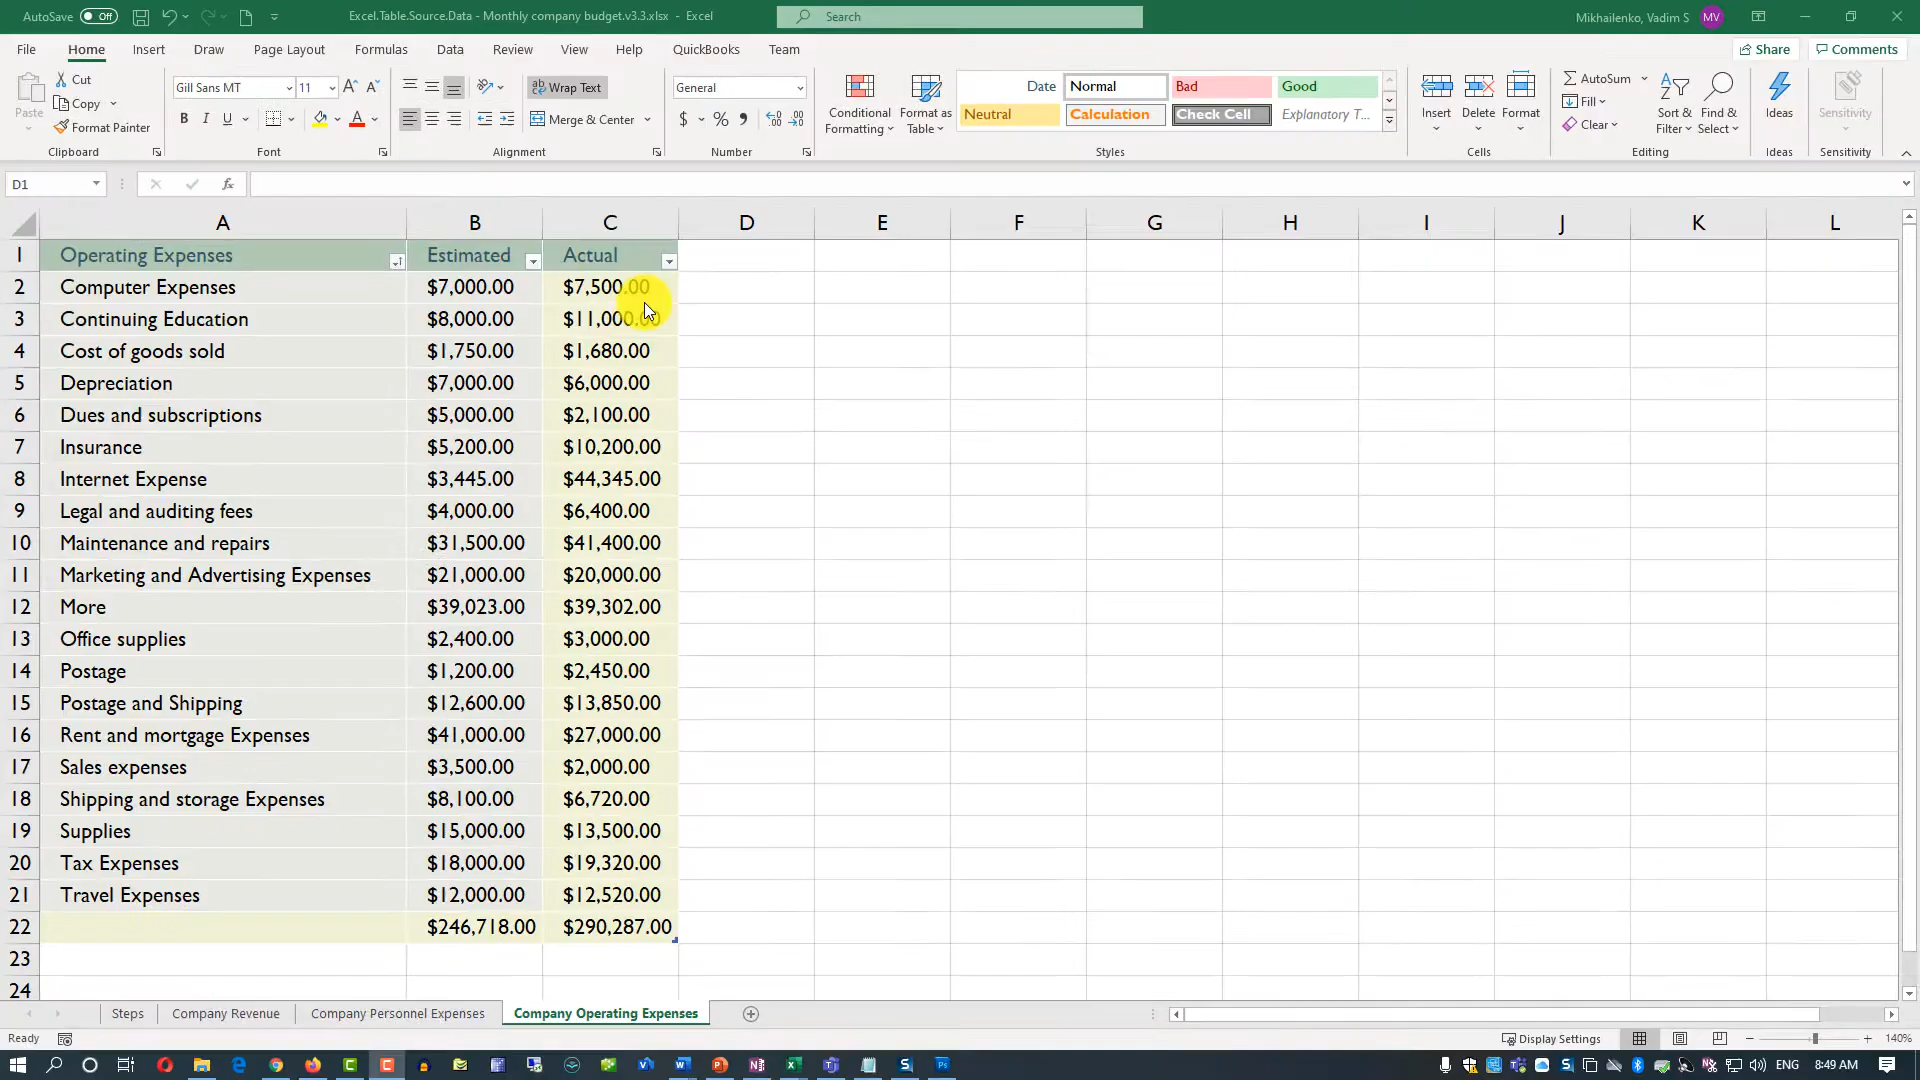 AutoSave Off Excel.Table.Source.Data - Monthly company budget.v3.3.xlsx - Excel Search Mikhailenko, Vadim S MV
File Home Insert Draw Page Layout Formulas Data Review View Help QuickBooks Team Share Comments
Paste
Cut
Copy
Format Painter
Clipboard
Gill Sans MT 11
B I U
Font
Wrap Text
Merge & Center
Alignment
General
$ % 9
Number
Conditional Formatting
Format as Table
Date Normal Bad Good
Neutral Calculation Check Cell Explanatory T...
Styles
Insert Delete Format
Cells
AutoSum
Fill
Clear
Sort & Filter
Find & Select
Editing
Ideas
Ideas
Sensitivity
Sensitivity
D1 fx
A B C D E F G H I J K L
1 Operating Expenses Estimated Actual
2 Computer Expenses $7,000.00 $7,500.00
3 Continuing Education $8,000.00 $11,000.00
4 Cost of goods sold $1,750.00 $1,680.00
5 Depreciation $7,000.00 $6,000.00
6 Dues and subscriptions $5,000.00 $2,100.00
7 Insurance $5,200.00 $10,200.00
8 Internet Expense $3,445.00 $44,345.00
9 Legal and auditing fees $4,000.00 $6,400.00
10 Maintenance and repairs $31,500.00 $41,400.00
11 Marketing and Advertising Expenses $21,000.00 $20,000.00
12 More $39,023.00 $39,302.00
13 Office supplies $2,400.00 $3,000.00
14 Postage $1,200.00 $2,450.00
15 Postage and Shipping $12,600.00 $13,850.00
16 Rent and mortgage Expenses $41,000.00 $27,000.00
17 Sales expenses $3,500.00 $2,000.00
18 Shipping and storage Expenses $8,100.00 $6,720.00
19 Supplies $15,000.00 $13,500.00
20 Tax Expenses $18,000.00 $19,320.00
21 Travel Expenses $12,000.00 $12,520.00
22 $246,718.00 $290,287.00
23
24
Steps Company Revenue Company Personnel Expenses Company Operating Expenses
Ready Display Settings 140%
ENG 8:49 AM